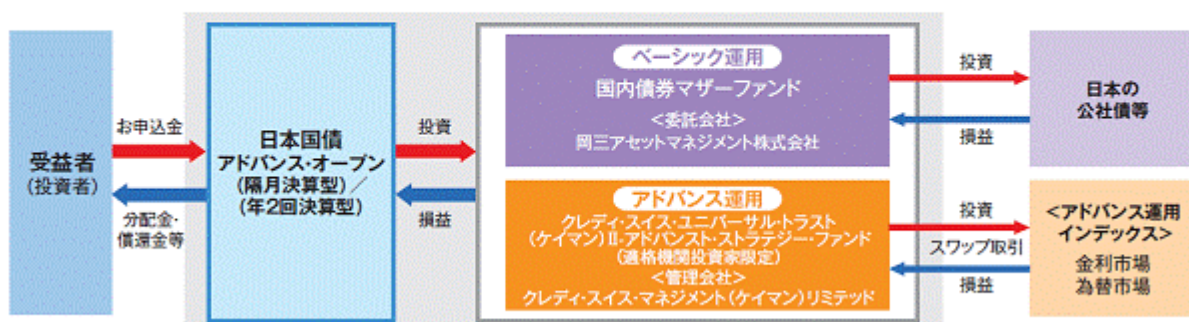 受益者
(投資者)
お申込金
分配金・
償還金等
日本国債
アドバンス・オープン
(隔月決算型)／
(年2回決算型)
投資
損益
ベーシック運用
国内債券マザーファンド
＜委託会社＞
岡三アセットマネジメント株式会社
アドバンス運用
クレディ・スイス・ユニバーサル・トラスト
(ケイマン)Ⅱ-アドバンスト・ストラテジー・ファンド
(適格機関投資家限定)
＜管理会社＞
クレディ・スイス・マネジメント(ケイマン)リミテッド
投資
損益
日本の
公社債等
投資
スワップ取引
損益
＜アドバンス運用
インデックス＞
金利市場
為替市場